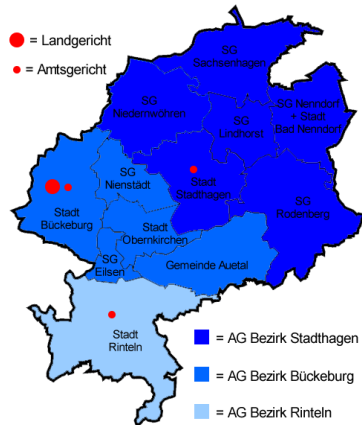 = Landgericht
= Amtsgericht
SG
Sachsenhagen
SG
Niedernwöhren
SG
Lindhorst
SG Nenndorf
+ Stadt
Bad Nenndorf
SG
Nienstädt
Stadt
Stadthagen
SG
Rodenberg
Stadt
Bückeburg
Stadt
Obernkirchen
SG
Eilsen
Gemeinde Auetal
Stadt
Rinteln
= AG Bezirk Stadthagen
= AG Bezirk Bückeburg
= AG Bezirk Rinteln